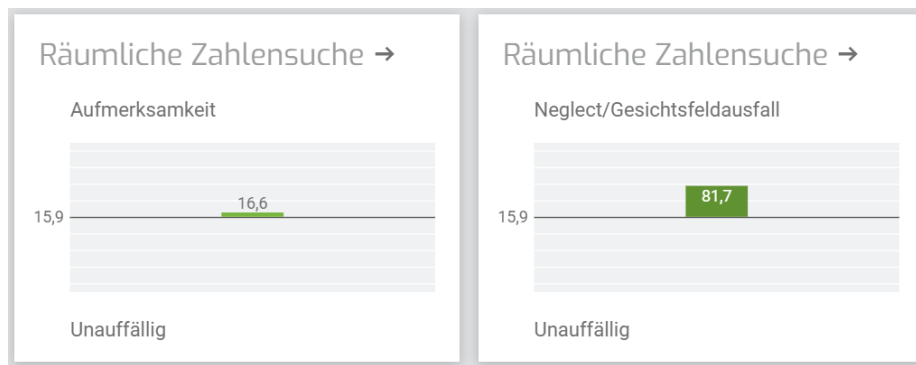 Räumliche Zahlensuche →
Aufmerksamkeit
16,6
15,9
Unauffällig
Räumliche Zahlensuche →
Neglect/Gesichtsfeldausfall
81,7
15,9
Unauffällig